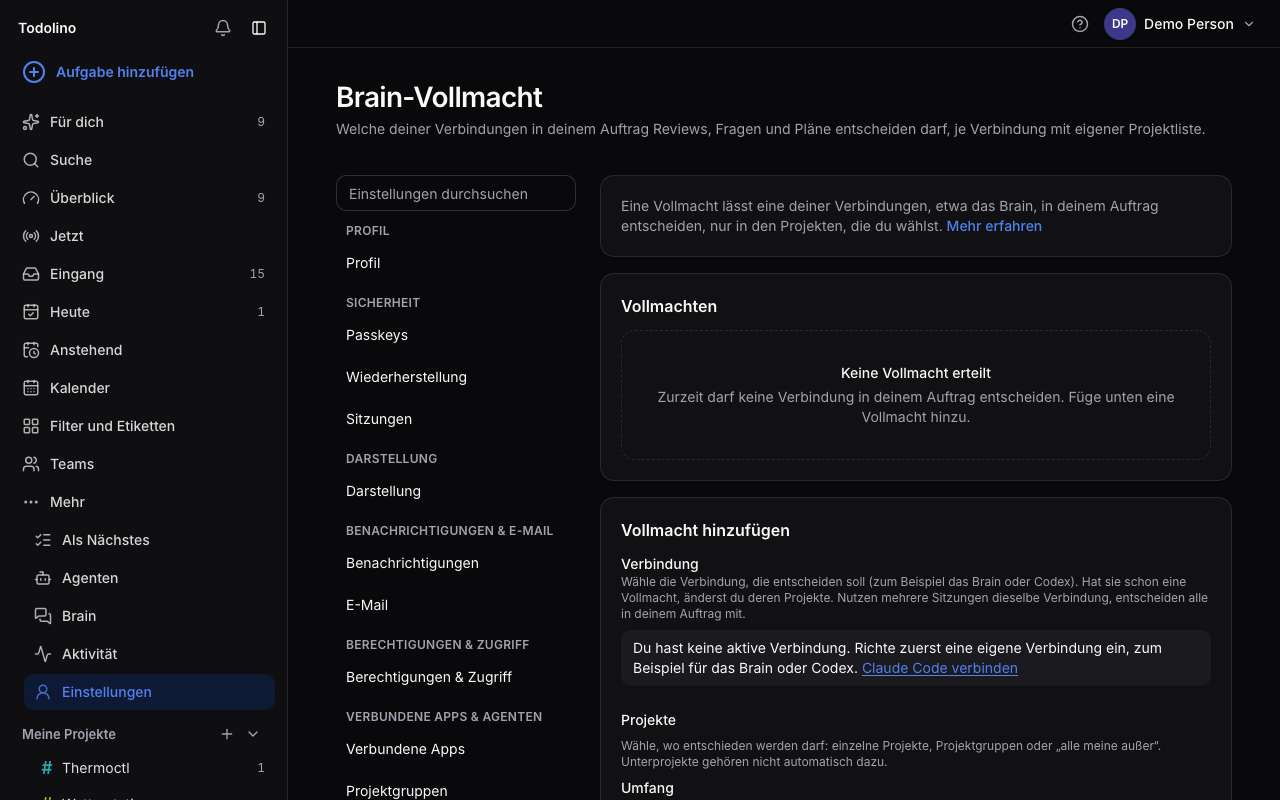 Todolino
Aufgabe hinzufügen
Für dich 9
Suche
Überblick 9
Jetzt
Eingang 15
Heute 1
Anstehend
Kalender
Filter und Etiketten
Teams
Mehr
Als Nächstes
Agenten
Brain
Aktivität
Einstellungen
Meine Projekte
# Thermoctl 1
DP Demo Person
Brain-Vollmacht
Welche deiner Verbindungen in deinem Auftrag Reviews, Fragen und Pläne entscheiden darf, je Verbindung mit eigener Projektliste.
Einstellungen durchsuchen
PROFIL
Profil
SICHERHEIT
Passkeys
Wiederherstellung
Sitzungen
DARSTELLUNG
Darstellung
BENACHRICHTIGUNGEN & E-MAIL
Benachrichtigungen
E-Mail
BERECHTIGUNGEN & ZUGRIFF
Berechtigungen & Zugriff
VERBUNDENE APPS & AGENTEN
Verbundene Apps
Projektgruppen
Eine Vollmacht lässt eine deiner Verbindungen, etwa das Brain, in deinem Auftrag
entscheiden, nur in den Projekten, die du wählst. Mehr erfahren
Vollmachten
Keine Vollmacht erteilt
Zurzeit darf keine Verbindung in deinem Auftrag entscheiden. Füge unten eine
Vollmacht hinzu.
Vollmacht hinzufügen
Verbindung
Wähle die Verbindung, die entscheiden soll (zum Beispiel das Brain oder Codex). Hat sie schon eine
Vollmacht, änderst du deren Projekte. Nutzen mehrere Sitzungen dieselbe Verbindung, entscheiden alle
in deinem Auftrag mit.
Du hast keine aktive Verbindung. Richte zuerst eine eigene Verbindung ein, zum
Beispiel für das Brain oder Codex. Claude Code verbinden
Projekte
Wähle, wo entschieden werden darf: einzelne Projekte, Projektgruppen oder „alle meine außer“.
Unterprojekte gehören nicht automatisch dazu.
Umfang